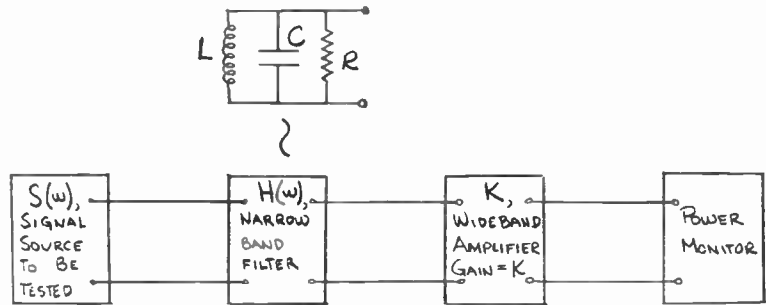 L
C
R
S(ω),
SIGNAL
SOURCE
TO BE
TESTED
H(ω),
NARROW
BAND
FILTER
K,
WIDEBAND
AMPLIFIER
GAIN=K
POWER
MONITOR